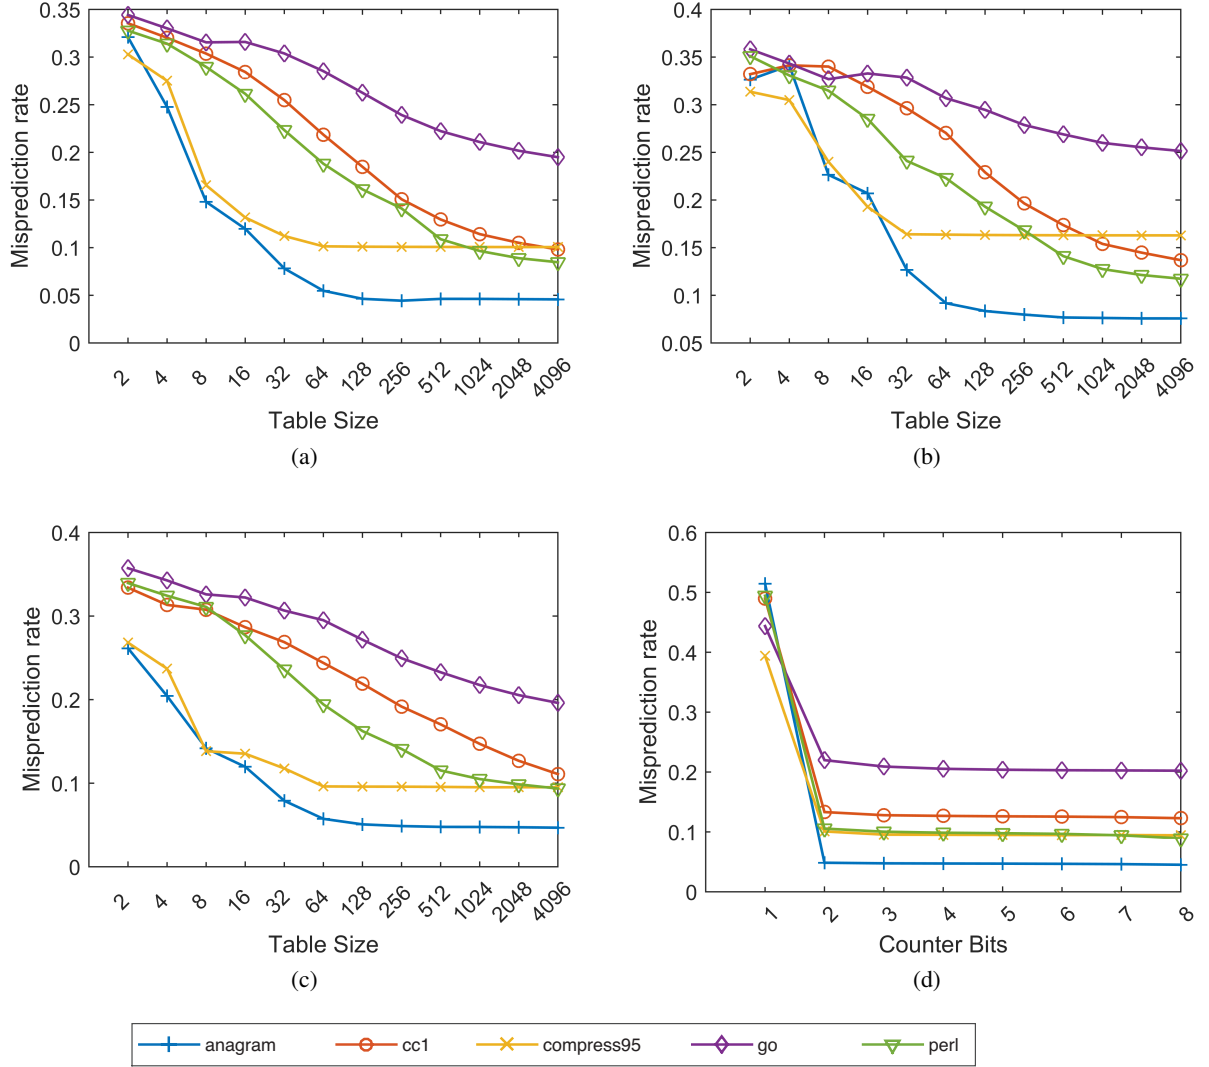 0.35
0.3
0.25
0.2
0.15
0.1
0.05
0
Misprediction rate
2 4 8 16 32 64 128 256 512 1024 2048 4096
Table Size
(a)
0.4
0.35
0.3
0.25
0.2
0.15
0.1
0.05
Misprediction rate
2 4 8 16 32 64 128 256 512 1024 2048 4096
Table Size
(b)
0.4
0.3
0.2
0.1
0
Misprediction rate
2 4 8 16 32 64 128 256 512 1024 2048 4096
Table Size
(c)
0.6
0.5
0.4
0.3
0.2
0.1
0
Misprediction rate
1 2 3 4 5 6 7 8
Counter Bits
(d)
anagram cc1 compress95 go perl